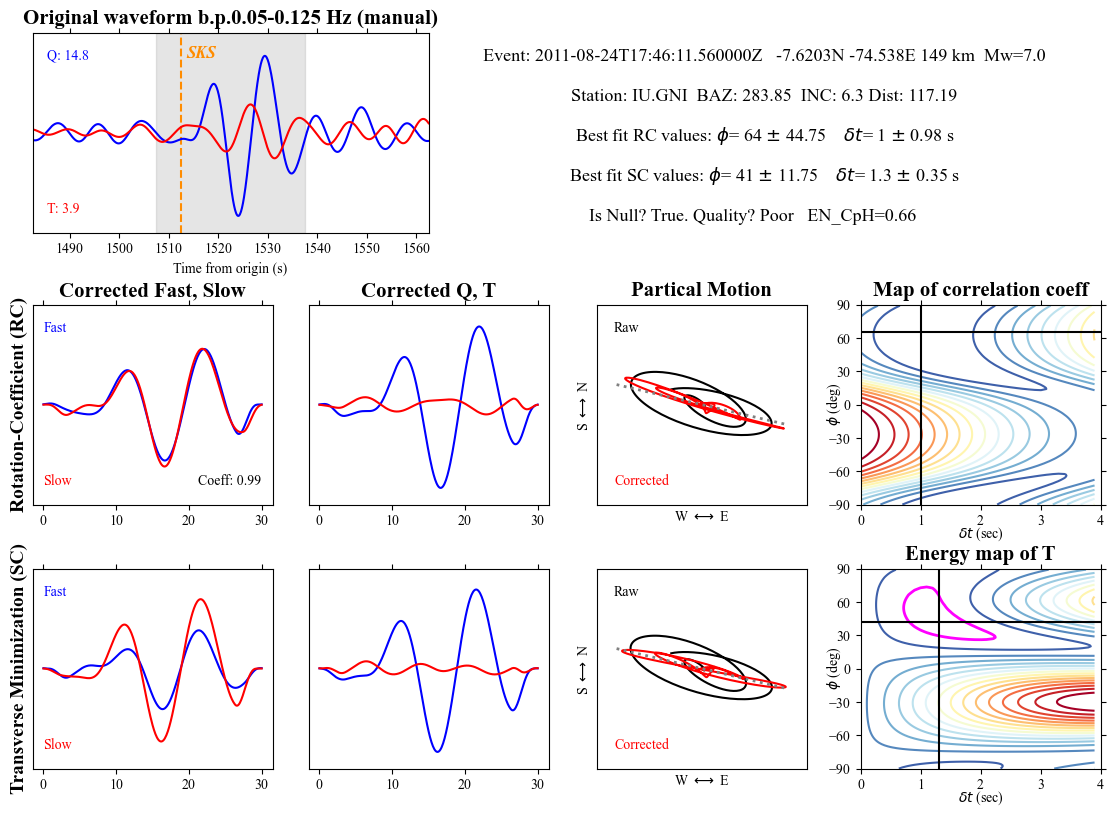 Original waveform b.p.0.05-0.125 Hz (manual)
Q: 14.8
SKS
T: 3.9
1490 1500 1510 1520 1530 1540 1550 1560
Time from origin (s)
Event: 2011-08-24T17:46:11.560000Z -7.6203N -74.538E 149 km Mw=7.0
Station: IU.GNI BAZ: 283.85 INC: 6.3 Dist: 117.19
Best fit RC values: ϕ= 64 ± 44.75 δt= 1 ± 0.98 s
Best fit SC values: ϕ= 41 ± 11.75 δt= 1.3 ± 0.35 s
Is Null? True. Quality? Poor EN_CpH=0.66
Rotation-Coefficient (RC)
Corrected Fast, Slow
Fast
Slow
Coeff: 0.99
0 10 20 30
Corrected Q, T
0 10 20 30
Partical Motion
Raw
Corrected
S ⟷ N
W ⟷ E
Map of correlation coeff
90
60
30
0
−30
−60
−90
ϕ (deg)
0 1 2 3 4
δt (sec)
Transverse Minimization (SC)
Fast
Slow
0 10 20 30
0 10 20 30
Raw
Corrected
S ⟷ N
W ⟷ E
Energy map of T
90
60
30
0
−30
−60
−90
ϕ (deg)
0 1 2 3 4
δt (sec)